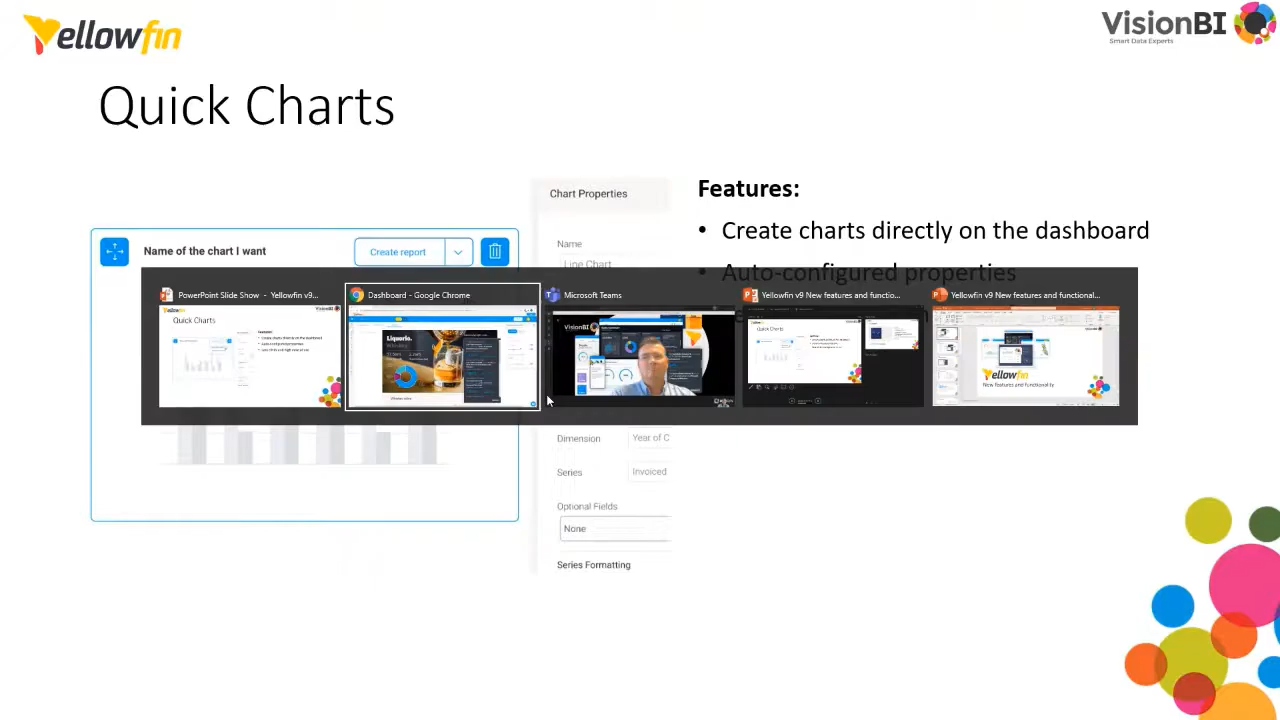 Yellowfin
VisionBI
Smart Data Experts
Quick Charts
Chart Properties
Name
Line Chart
Name of the chart I want
Create report
Features:
• Create charts directly on the dashboard
• Auto-configured properties
PowerPoint Slide Show - Yellowfin v9...
Dashboard - Google Chrome
Microsoft Teams
Yellowfin v9 New features and functio...
Yellowfin v9 New features and functional...
Quick Charts
Liquorio.
VisionBI
Quick Charts
Yellowfin
New features and Functionality
Dimension
Year of C
Series
Invoiced
Optional Fields
None
Series Formatting